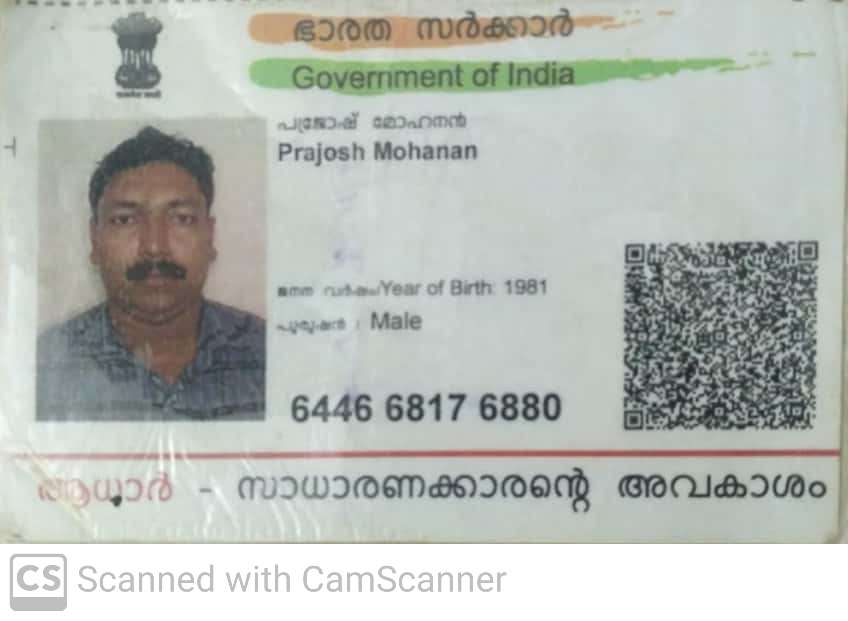 ഭാരത സർക്കാർ
Government of India
പ്രജോഷ് മോഹനൻ
Prajosh Mohanan
ജനന വർഷം/Year of Birth: 1981
പുരുഷൻ / Male
6446 6817 6880
ആധാർ - സാധാരണക്കാരന്റെ അവകാശം
CS Scanned with CamScanner